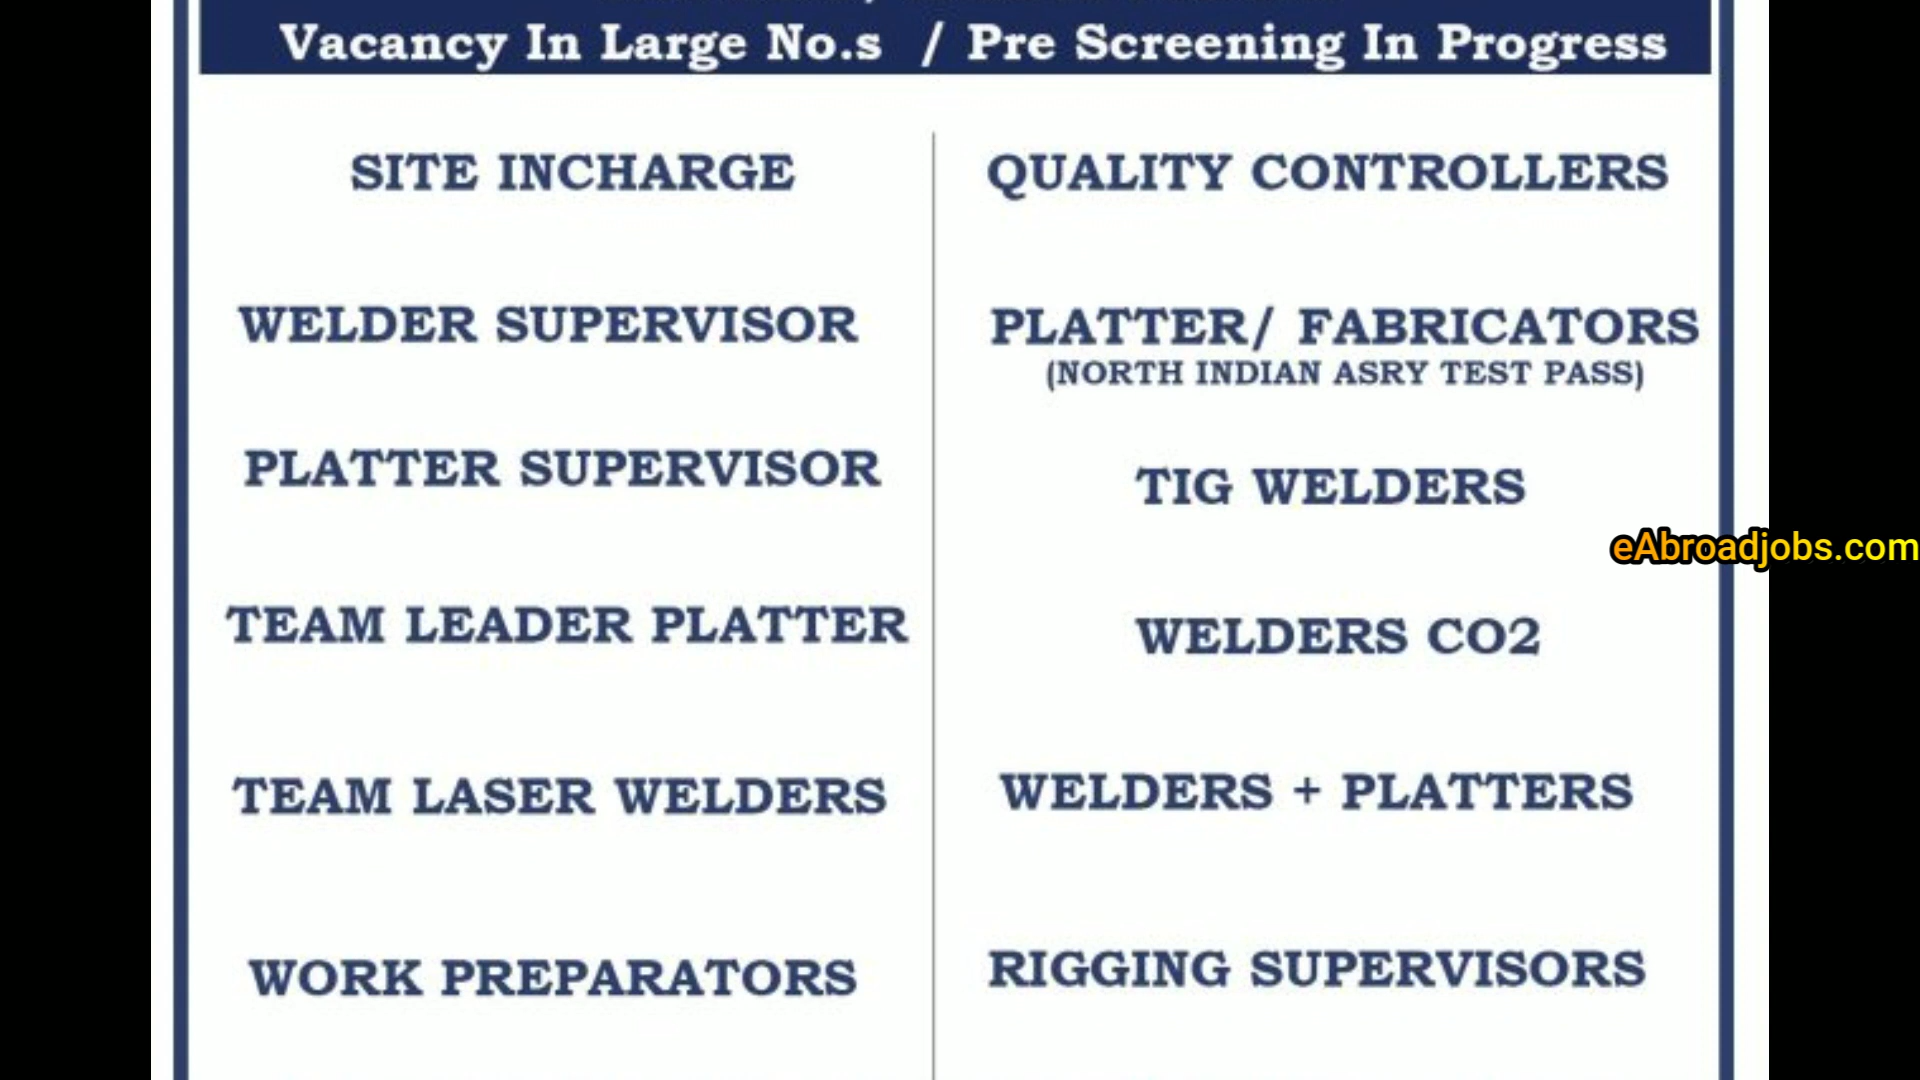 Vacancy In Large No.s / Pre Screening In Progress
SITE INCHARGE
WELDER SUPERVISOR
PLATTER SUPERVISOR
TEAM LEADER PLATTER
TEAM LASER WELDERS
WORK PREPARATORS
QUALITY CONTROLLERS
PLATTER/ FABRICATORS
(NORTH INDIAN ASRY TEST PASS)
TIG WELDERS
WELDERS CO2
WELDERS + PLATTERS
RIGGING SUPERVISORS
eAbroadjobs.com